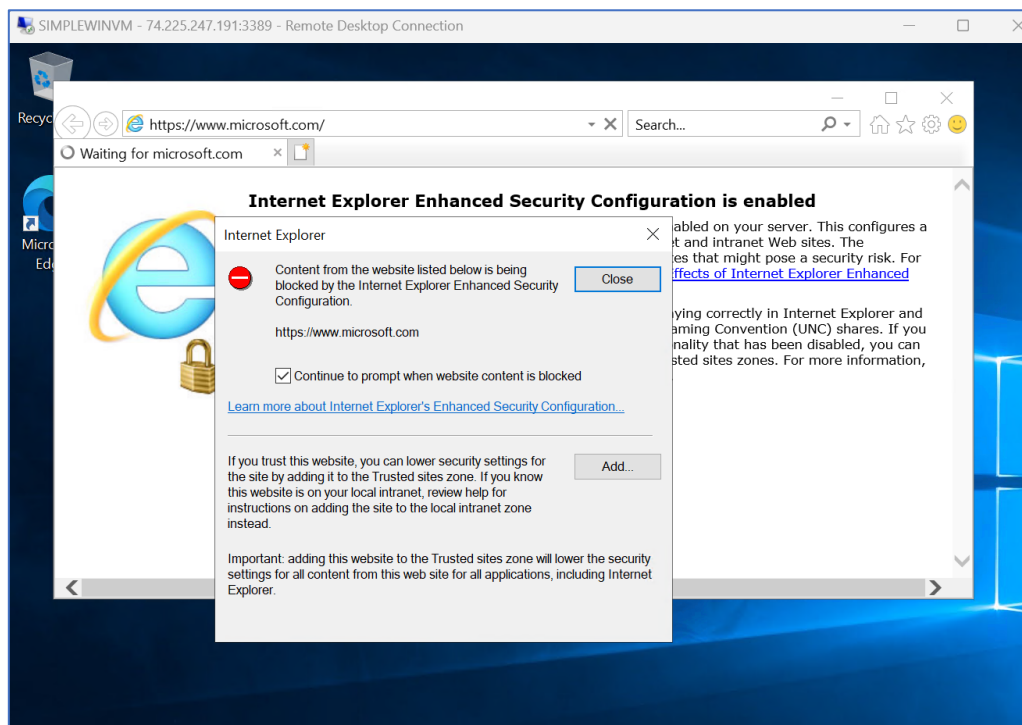 SIMPLEWINVM - 74.225.247.191:3389 - Remote Desktop Connection
Recyc
https://www.microsoft.com/
Search...
Waiting for microsoft.com
Micro
Ed
Internet Explorer Enhanced Security Configuration is enabled
abled on your server. This configures a
et and intranet Web sites. The
es that might pose a security risk. For
ffects of Internet Explorer Enhanced
aying correctly in Internet Explorer and
aming Convention (UNC) shares. If you
nality that has been disabled, you can
sted sites zones. For more information,
Internet Explorer
Content from the website listed below is being
blocked by the Internet Explorer Enhanced Security
Configuration.
Close
https://www.microsoft.com
Continue to prompt when website content is blocked
Learn more about Internet Explorer's Enhanced Security Configuration...
If you trust this website, you can lower security settings for
the site by adding it to the Trusted sites zone. If you know
this website is on your local intranet, review help for
instructions on adding the site to the local intranet zone
instead.
Add...
Important: adding this website to the Trusted sites zone will lower the security
settings for all content from this web site for all applications, including Internet
Explorer.